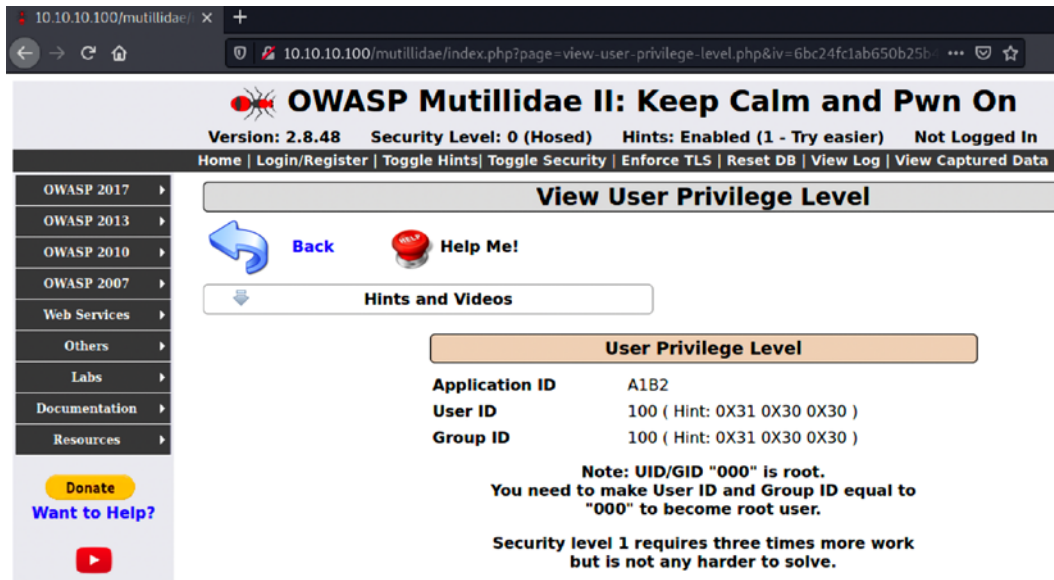 10.10.10.100/mutillidae/
10.10.10.100/mutillidae/index.php?page=view-user-privilege-level.php&iv=6bc24fc1ab650b25b
OWASP Mutillidae II: Keep Calm and Pwn On
Version: 2.8.48 Security Level: 0 (Hosed) Hints: Enabled (1 - Try easier) Not Logged In
Home | Login/Register | Toggle Hints| Toggle Security | Enforce TLS | Reset DB | View Log | View Captured Data
OWASP 2017
OWASP 2013
OWASP 2010
OWASP 2007
Web Services
Others
Labs
Documentation
Resources
Donate
Want to Help?
View User Privilege Level
Back
HELP
Help Me!
Hints and Videos
User Privilege Level
Application ID A1B2
User ID 100 ( Hint: 0X31 0X30 0X30 )
Group ID 100 ( Hint: 0X31 0X30 0X30 )
Note: UID/GID "000" is root.
You need to make User ID and Group ID equal to
"000" to become root user.
Security level 1 requires three times more work
but is not any harder to solve.